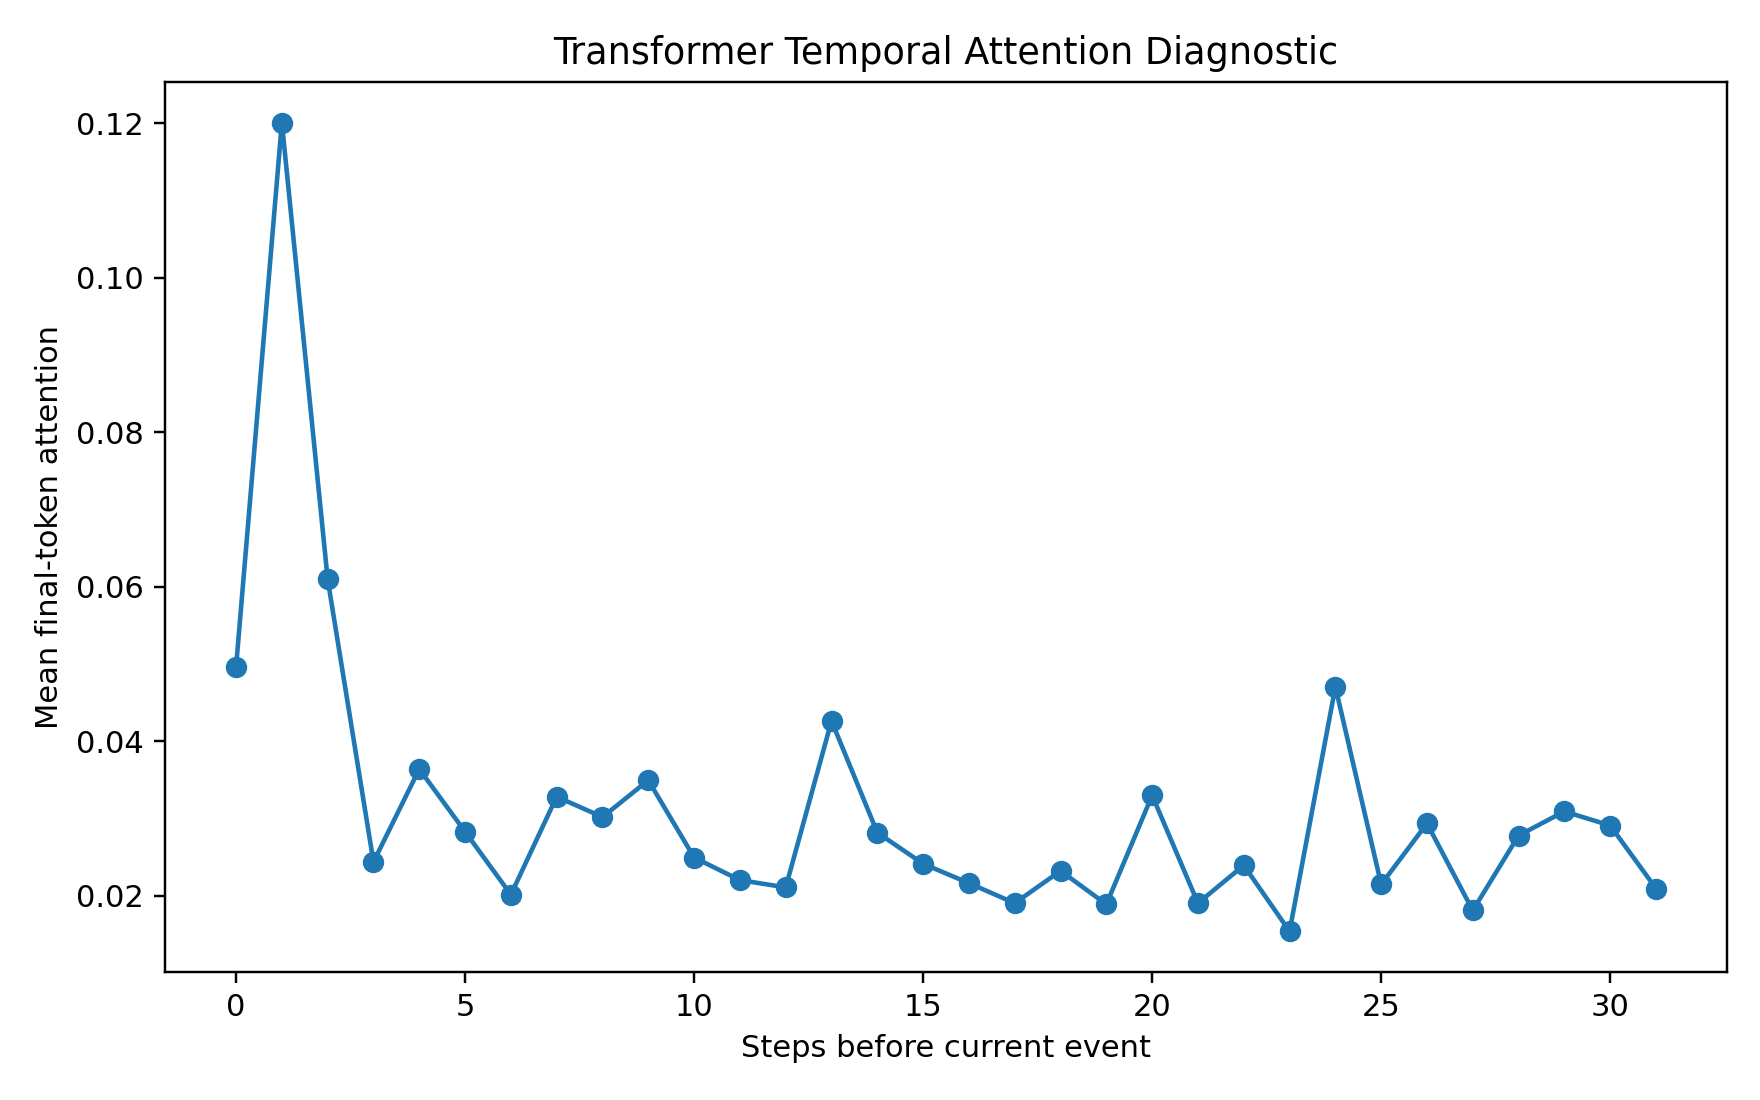 Transformer Temporal Attention Diagnostic
0.12
0.10
0.08
0.06
0.04
0.02
Mean final-token attention
0 5 10 15 20 25 30
Steps before current event